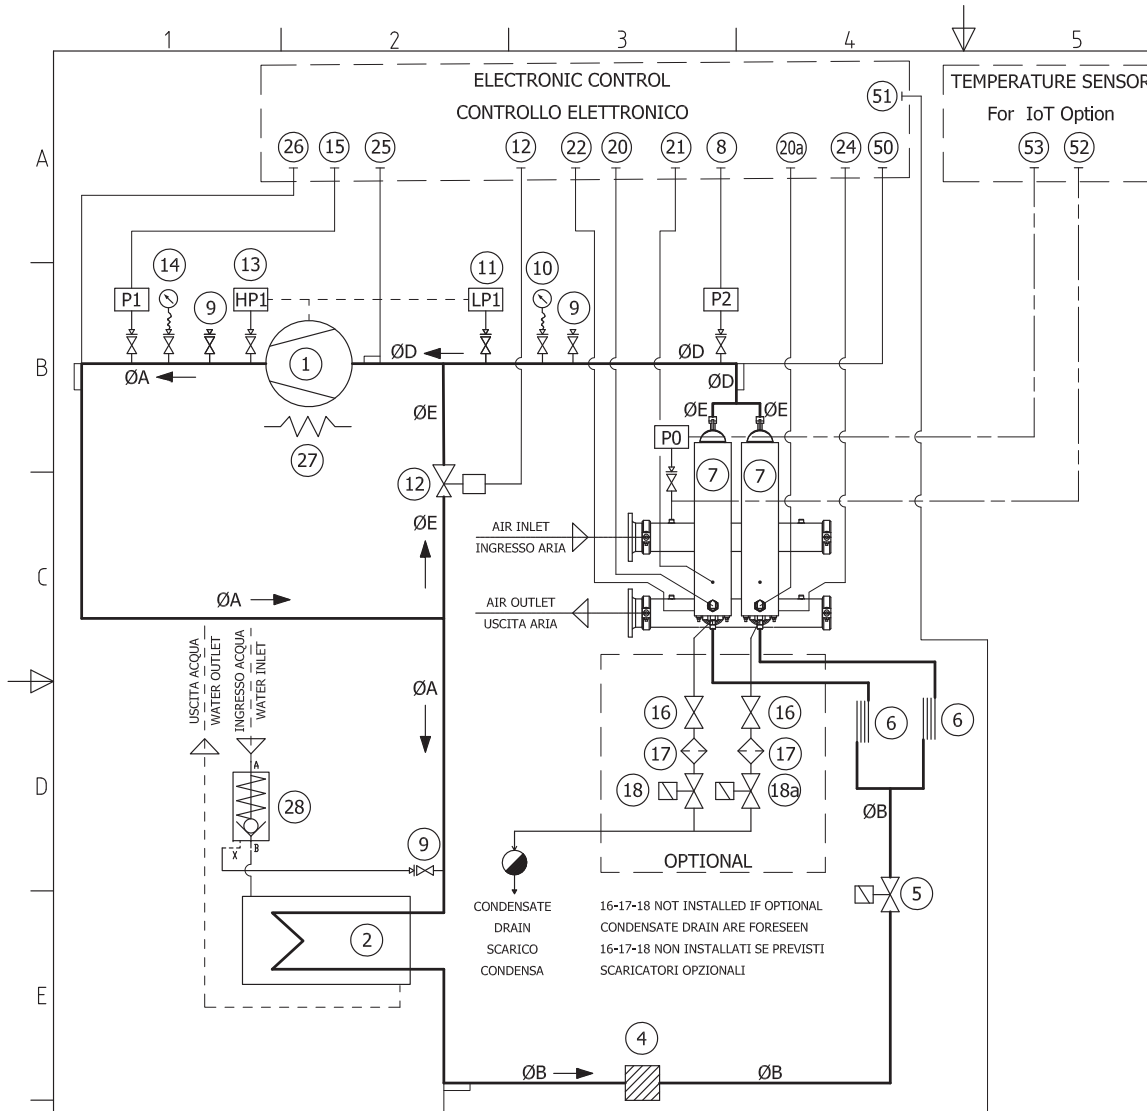 1 2 3 4 5
ELECTRONIC CONTROL
CONTROLLO ELETTRONICO
51
TEMPERATURE SENSOR
For IoT Option
A
26 15 25 12 22 20 21 8 20a 24 50 53 52
14 13 11 10
P1 9 HP1 LP1 9 P2
B
1
ØA ØD ØD
ØD
ØE ØE ØE
P0
27
7 7
12
ØE
AIR INLET
INGRESSO ARIA
C
ØA
AIR OUTLET
USCITA ARIA
USCITA ACQUA
WATER OUTLET
INGRESSO ACQUA
WATER INLET
ØA
16 16 6 6
17 17
A
D
28
18 18a
ØB
B
X
9
OPTIONAL
5
CONDENSATE
DRAIN
SCARICO
CONDENSA
16-17-18 NOT INSTALLED IF OPTIONAL
CONDENSATE DRAIN ARE FORESEEN
16-17-18 NON INSTALLATI SE PREVISTI
SCARICATORI OPZIONALI
2
E
4
ØB ØB